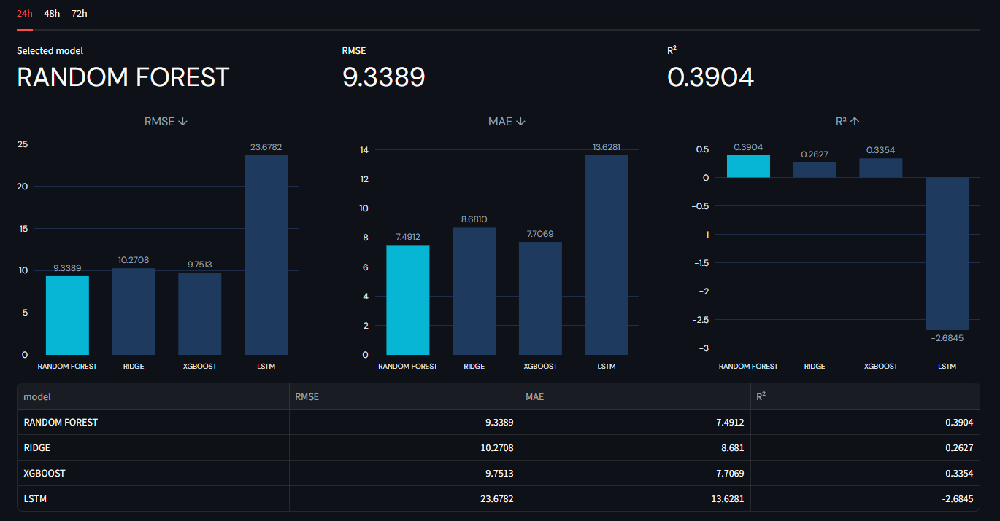 24h 48h 72h
Selected model RMSE R²
RANDOM FOREST 9.3389 0.3904
RMSE ↓
25
20
15
10
5
0
9.3389
10.2708
9.7513
23.6782
RANDOM FOREST RIDGE XGBOOST LSTM
MAE ↓
14
12
10
8
6
4
2
0
7.4912
8.6810
7.7069
13.6281
RANDOM FOREST RIDGE XGBOOST LSTM
R² ↑
0.5
0
−0.5
−1
−1.5
−2
−2.5
−3
0.3904
0.2627
0.3354
−2.6845
RANDOM FOREST RIDGE XGBOOST LSTM
model RMSE MAE R²
RANDOM FOREST 9.3389 7.4912 0.3904
RIDGE 10.2708 8.681 0.2627
XGBOOST 9.7513 7.7069 0.3354
LSTM 23.6782 13.6281 -2.6845